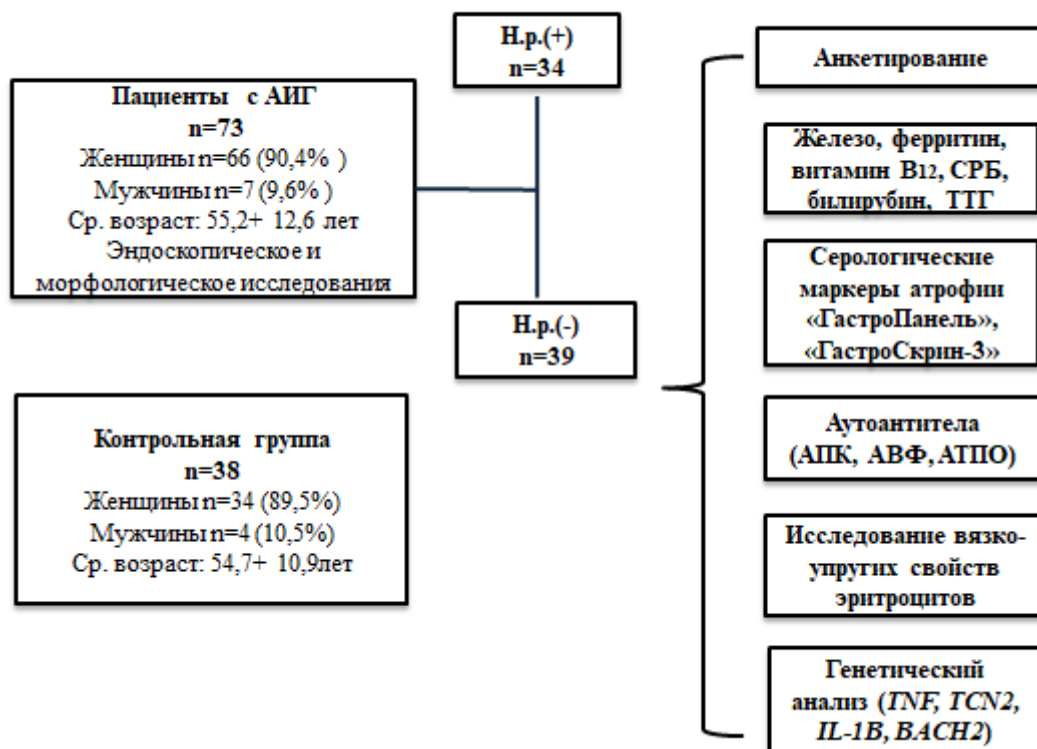 Н.р.(+)
n=34
Пациенты с АИГ
n=73
Женщины n=66 (90,4% )
Мужчины n=7 (9,6% )
Ср. возраст: 55,2+ 12,6 лет
Эндоскопическое и
морфологическое исследования
Н.р.(-)
n=39
Контрольная группа
n=38
Женщины n=34 (89,5%)
Мужчины n=4 (10,5%)
Ср. возраст: 54,7+ 10,9лет
Анкетирование
Железо, ферритин,
витамин В12, СРБ,
билирубин, ТТГ
Серологические
маркеры атрофии
«ГастроПанель»,
«ГастроСкрин-3»
Аутоантитела
(АПК, АВФ, АТПО)
Исследование вязко-
упругих свойств
эритроцитов
Генетический
анализ (TNF, TCN2,
IL-1B, BACH2)